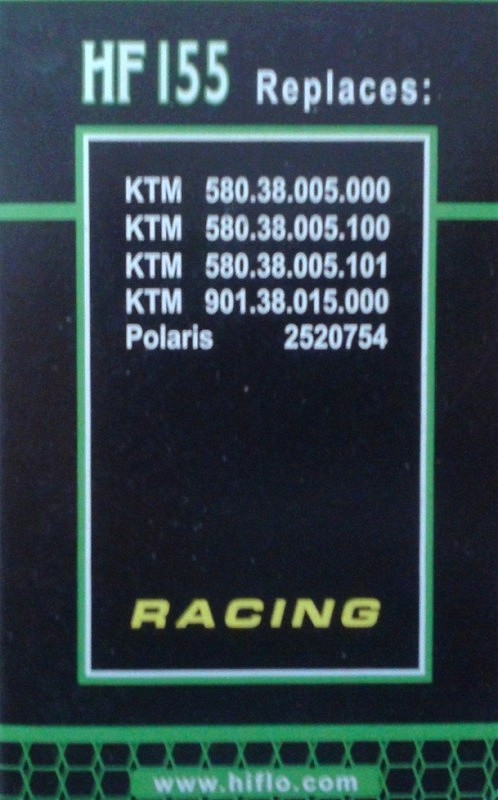 HF155 Replaces:
KTM 580.38.005.000
KTM 580.38.005.100
KTM 580.38.005.101
KTM 901.38.015.000
Polaris 2520754
RACING
www.hiflo.com